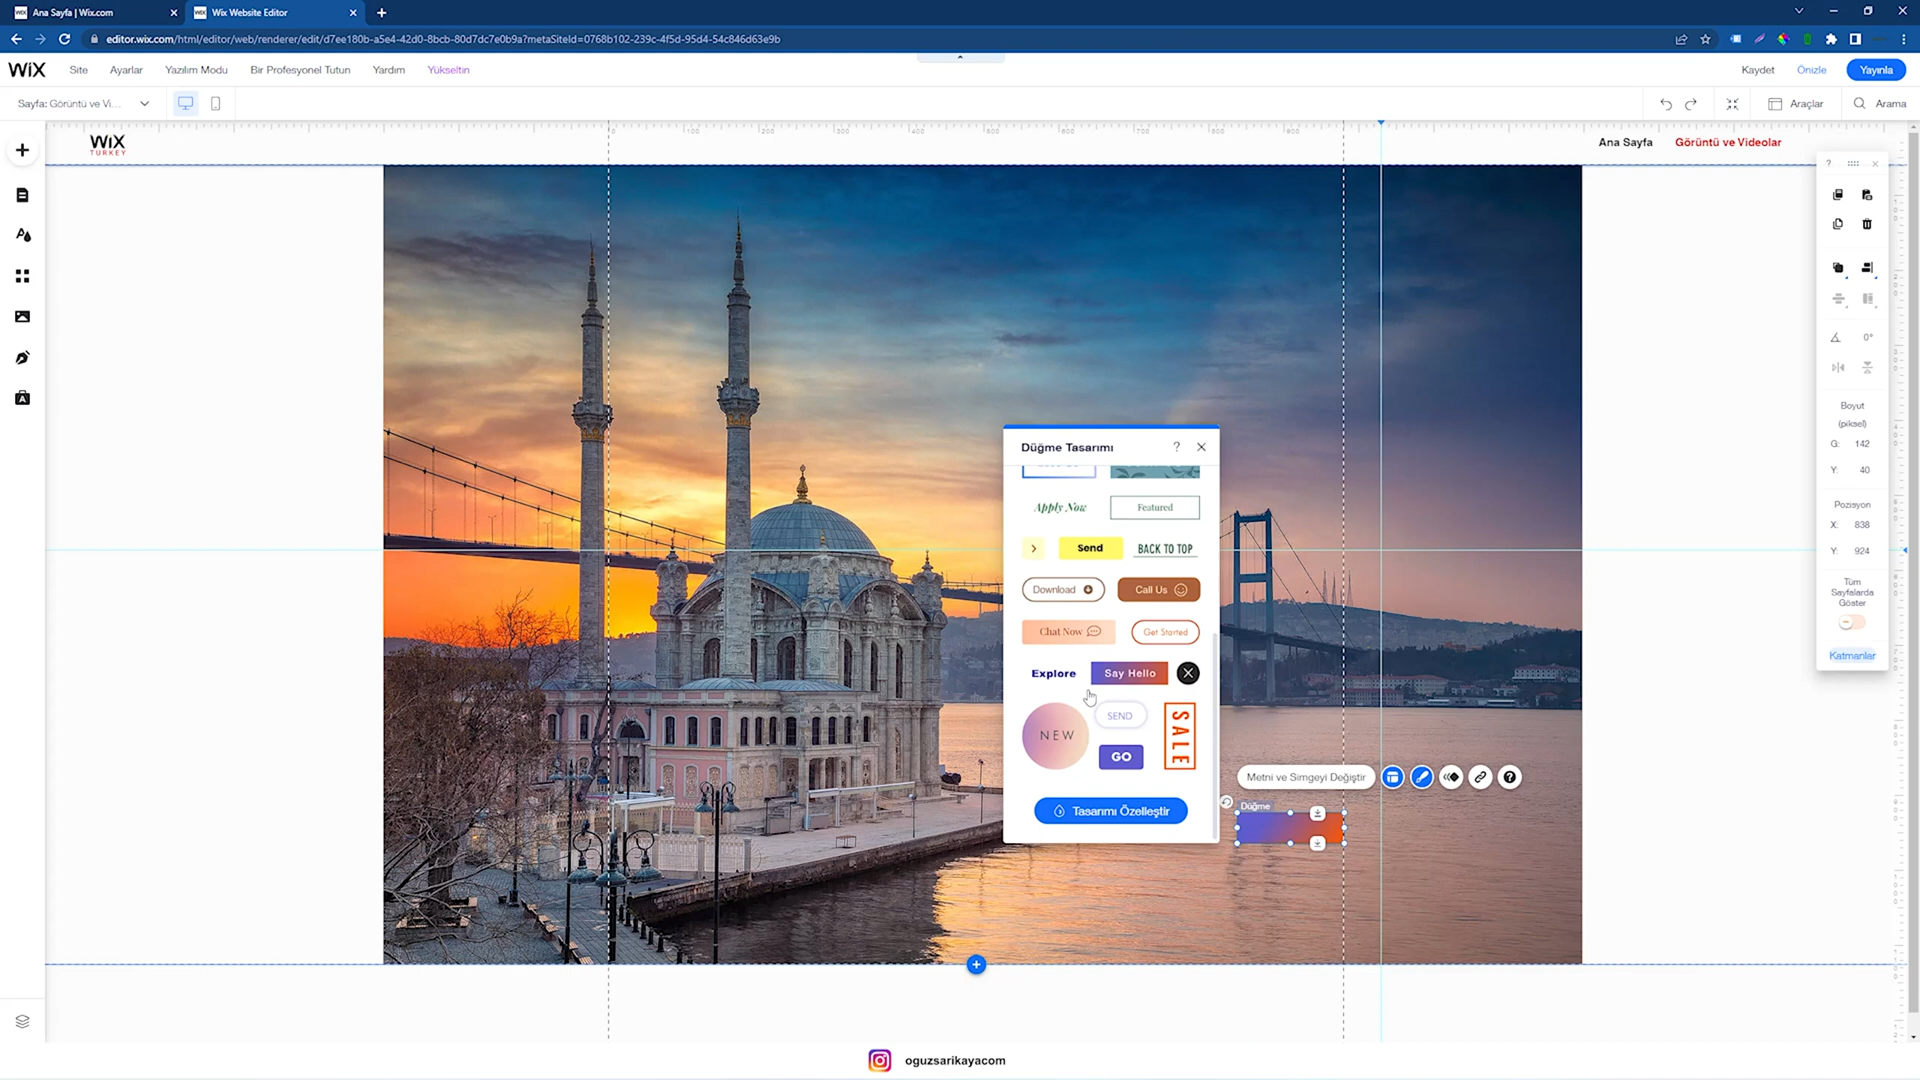 Ana Sayfa | Wix.com
Wix Website Editor
editor.wix.com/html/editor/web/renderer/edit/d7ee180b-a5e4-42d0-8bcb-80d7dc7e0b9a?metaSiteId=0768b102-239c-4f5d-95d4-54c846d63e9b
WiX
Site
Ayarlar
Yazılım Modu
Bir Profesyonel Tutun
Yardım
Yükseltin
Kaydet
Önizle
Yayınla
Sayfa: Görüntü ve Vi...
Araçlar
Arama
WiX
TURKEY
Ana Sayfa
Görüntü ve Videolar
Düğme Tasarımı
?
Apply Now
Featured
Send
BACK TO TOP
Download
Call Us
Chat Now
Get Started
Explore
Say Hello
NEW
SEND
GO
SALE
Tasarımı Özelleştir
Metni ve Simgeyi Değiştir
Düğme
?
0°
Boyut
(piksel)
G: 142
Y: 40
Pozisyon
X: 838
Y: 924
Tüm
Sayfalarda
Göster
Katmanlar
oguzsarikayacom